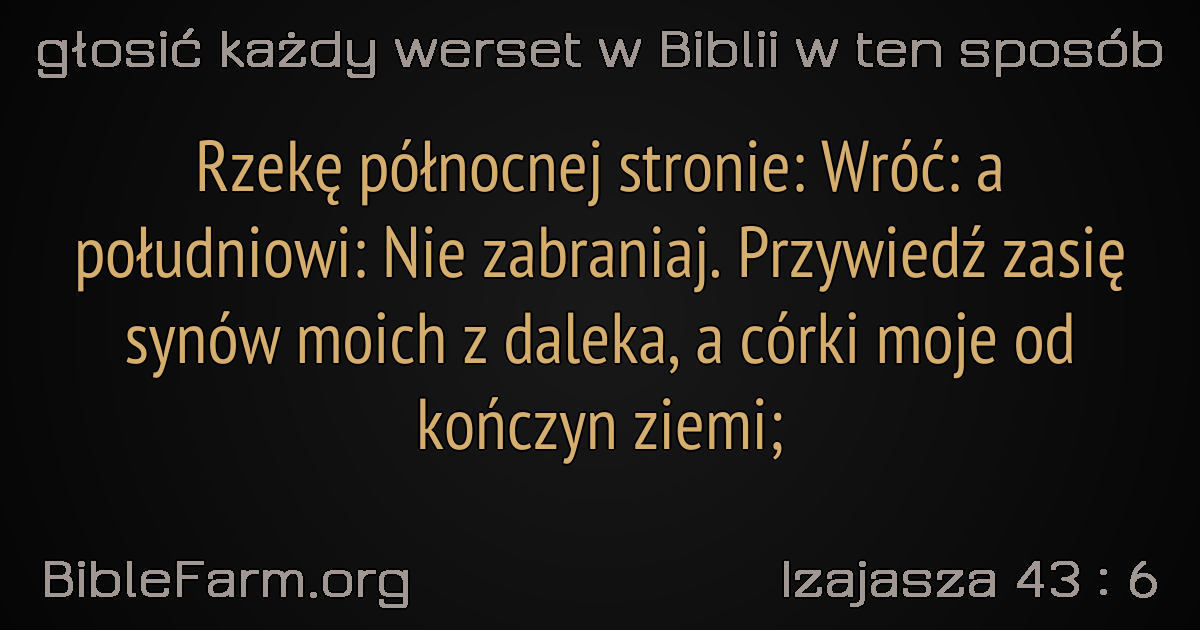 głosić każdy werset w Biblii w ten sposób
Rzekę północnej stronie: Wróć: a
południowi: Nie zabraniaj. Przywiedź zasię
synów moich z daleka, a córki moje od
kończyn ziemi;
BibleFarm.org
Izajasza 43 : 6